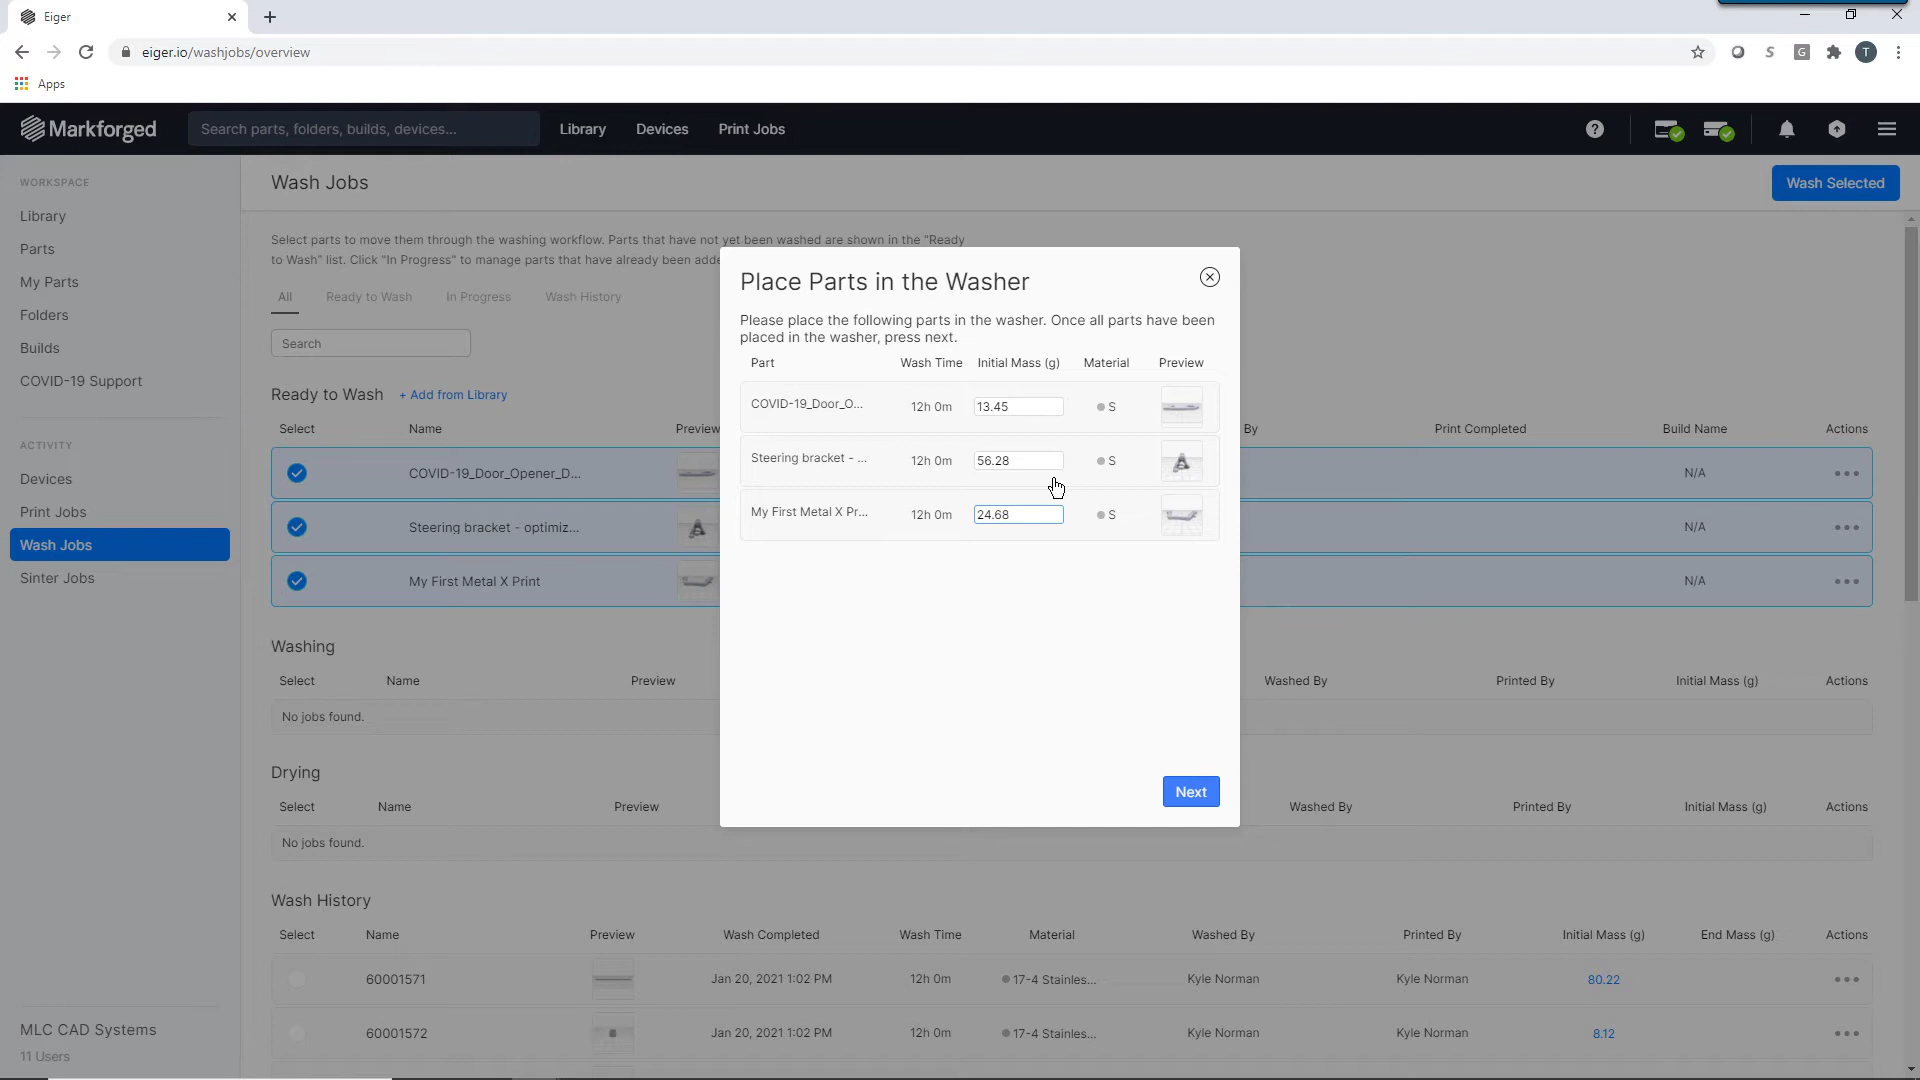 Eiger
eiger.io/washjobs/overview
S
G
T
Apps
Markforged
Search parts, folders, builds, devices...
Library
Devices
Print Jobs
WORKSPACE
Library
Parts
My Parts
Folders
Builds
COVID-19 Support
ACTIVITY
Devices
Print Jobs
Wash Jobs
Sinter Jobs
MLC CAD Systems
11 Users
Wash Jobs
Wash Selected
Select parts to move them through the washing workflow. Parts that have not yet been washed are shown in the "Ready
to Wash" list. Click "In Progress" to manage parts that have already been adde
All Ready to Wash In Progress Wash History
Search
Ready to Wash + Add from Library
Select Name Preview By Print Completed Build Name Actions
COVID-19_Door_Opener_D... N/A
Steering bracket - optimiz... N/A
My First Metal X Print N/A
Place Parts in the Washer
Please place the following parts in the washer. Once all parts have been
placed in the washer, press next.
Part Wash Time Initial Mass (g) Material Preview
COVID-19_Door_O... 12h 0m 13.45 S
Steering bracket - ... 12h 0m 56.28 S
My First Metal X Pr... 12h 0m 24.68 S
Next
Washing
Select Name Preview Washed By Printed By Initial Mass (g) Actions
No jobs found.
Drying
Select Name Preview Washed By Printed By Initial Mass (g) Actions
No jobs found.
Wash History
Select Name Preview Wash Completed Wash Time Material Washed By Printed By Initial Mass (g) End Mass (g) Actions
60001571 Jan 20, 2021 1:02 PM 12h 0m 17-4 Stainles... Kyle Norman Kyle Norman 80.22
60001572 Jan 20, 2021 1:02 PM 12h 0m 17-4 Stainles... Kyle Norman Kyle Norman 8.12